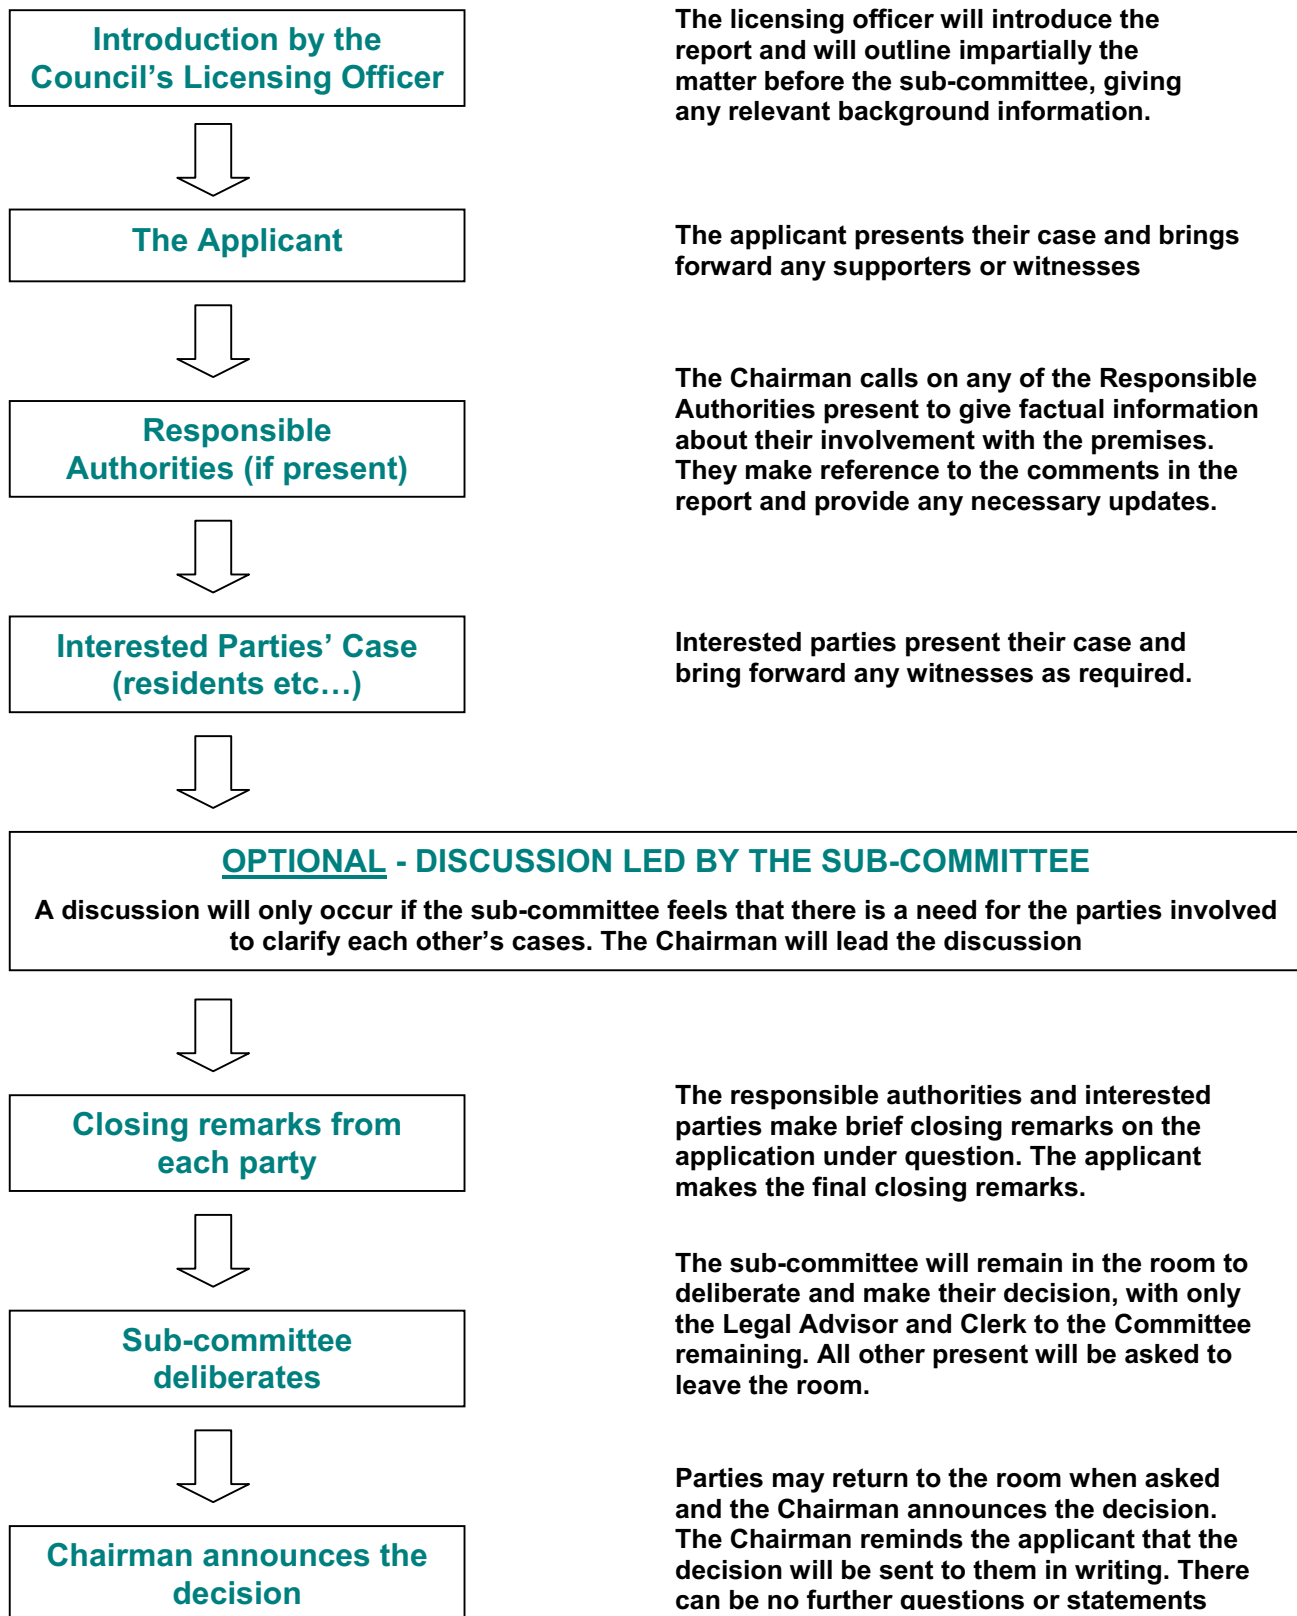 Introduction by the
Council’s Licensing Officer
The licensing officer will introduce the
report and will outline impartially the
matter before the sub-committee, giving
any relevant background information.
The Applicant
The applicant presents their case and brings
forward any supporters or witnesses
Responsible
Authorities (if present)
The Chairman calls on any of the Responsible
Authorities present to give factual information
about their involvement with the premises.
They make reference to the comments in the
report and provide any necessary updates.
Interested Parties’ Case
(residents etc…)
Interested parties present their case and
bring forward any witnesses as required.
OPTIONAL - DISCUSSION LED BY THE SUB-COMMITTEE
A discussion will only occur if the sub-committee feels that there is a need for the parties involved
to clarify each other’s cases. The Chairman will lead the discussion
Closing remarks from
each party
The responsible authorities and interested
parties make brief closing remarks on the
application under question. The applicant
makes the final closing remarks.
Sub-committee
deliberates
The sub-committee will remain in the room to
deliberate and make their decision, with only
the Legal Advisor and Clerk to the Committee
remaining. All other present will be asked to
leave the room.
Chairman announces the
decision
Parties may return to the room when asked
and the Chairman announces the decision.
The Chairman reminds the applicant that the
decision will be sent to them in writing. There
can be no further questions or statements